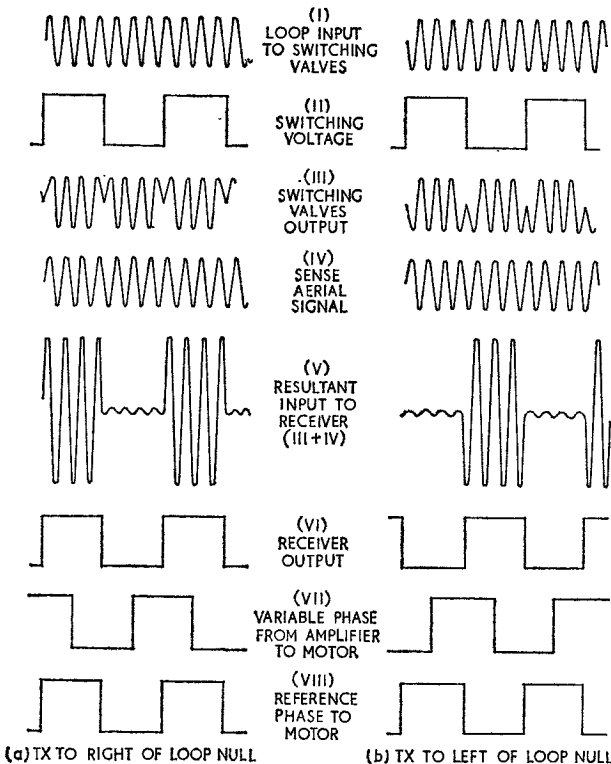 (I)
LOOP INPUT
TO SWITCHING
VALVES
(II)
SWITCHING
VOLTAGE
(III)
SWITCHING
VALVES
OUTPUT
(IV)
SENSE
AERIAL
SIGNAL
(V)
RESULTANT
INPUT TO
RECEIVER
(III+IV)
(VI)
RECEIVER
OUTPUT
(VII)
VARIABLE PHASE
FROM AMPLIFIER
TO MOTOR
(VIII)
REFERENCE
PHASE TO
MOTOR
(a) TX TO RIGHT OF LOOP NULL
(b) TX TO LEFT OF LOOP NULL